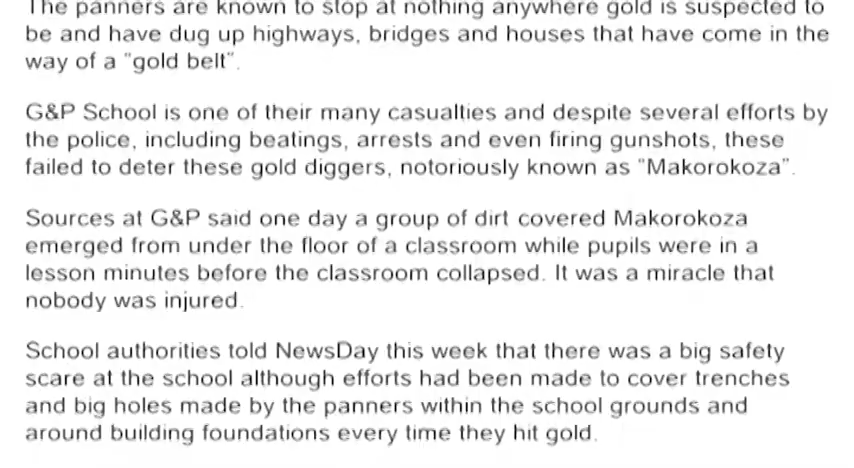 The panners are known to stop at nothing anywhere gold is suspected to
be and have dug up highways, bridges and houses that have come in the
way of a "gold belt".
G&P School is one of their many casualties and despite several efforts by
the police, including beatings, arrests and even firing gunshots, these
failed to deter these gold diggers, notoriously known as "Makorokoza".
Sources at G&P said one day a group of dirt covered Makorokoza
emerged from under the floor of a classroom while pupils were in a
lesson minutes before the classroom collapsed. It was a miracle that
nobody was injured.
School authorities told NewsDay this week that there was a big safety
scare at the school although efforts had been made to cover trenches
and big holes made by the panners within the school grounds and
around building foundations every time they hit gold.